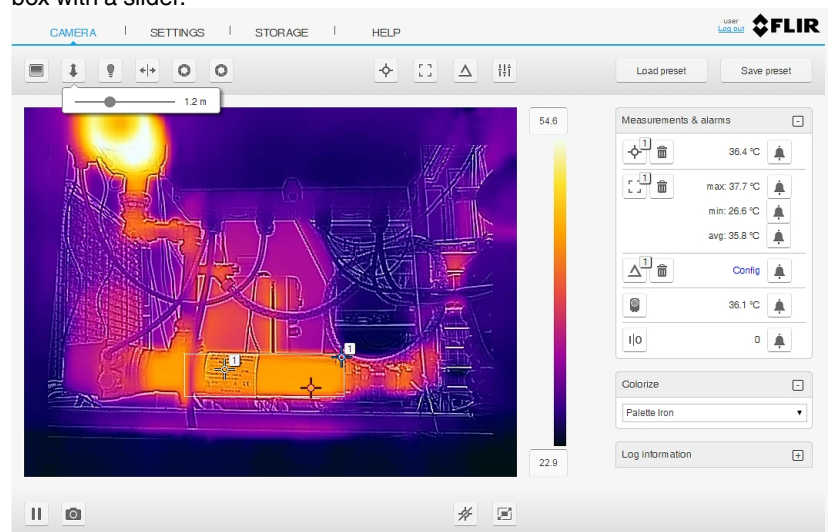 box with a slider.
CAMERA | SETTINGS | STORAGE | HELP
user
Log out
FLIR
Load preset
Save preset
1.2 m
54.6
Measurements & alarms
1
36.4 °C
1
max: 37.7 °C
min: 26.6 °C
avg: 35.8 °C
1
Config
36.1 °C
I|O
0
1
1
Colorize
Palette Iron
Log information
22.9